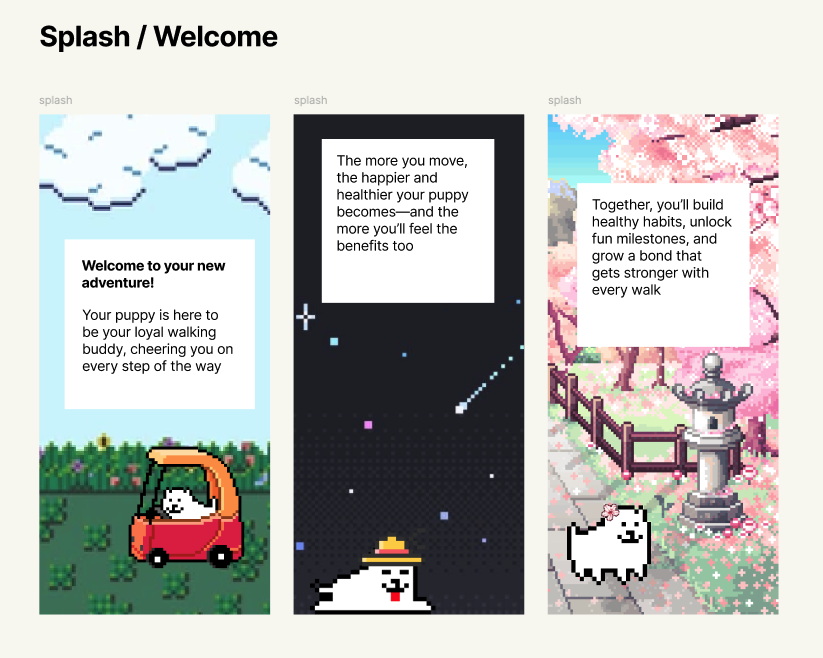 Splash / Welcome
splash
splash
splash
Welcome to your new
adventure!
Your puppy is here to
be your loyal walking
buddy, cheering you on
every step of the way
The more you move,
the happier and
healthier your puppy
becomes—and the
more you’ll feel the
benefits too
Together, you’ll build
healthy habits, unlock
fun milestones, and
grow a bond that
gets stronger with
every walk